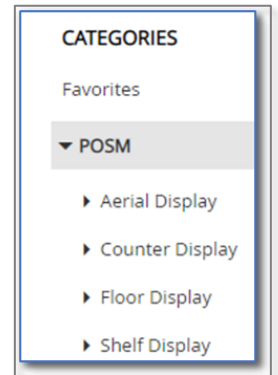 CATEGORIES
Favorites
POSM
Aerial Display
Counter Display
Floor Display
Shelf Display